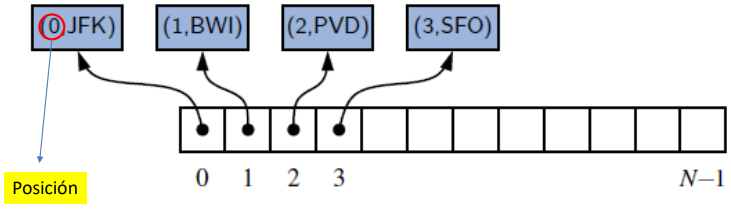 (0,JFK) (1,BWI) (2,PVD) (3,SFO)
0 1 2 3 N–1
Posición